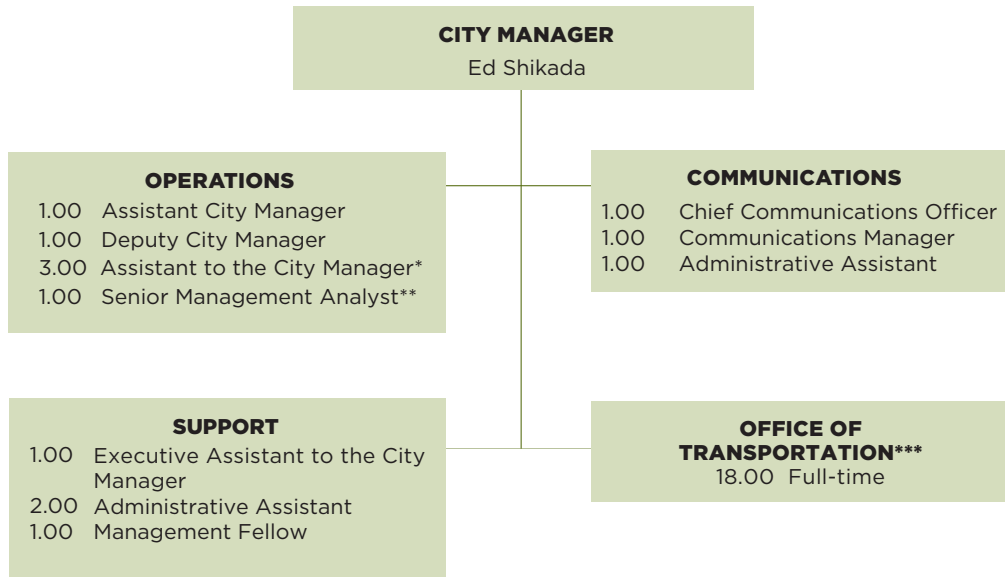 CITY MANAGER
Ed Shikada
OPERATIONS
1.00 Assistant City Manager
1.00 Deputy City Manager
3.00 Assistant to the City Manager*
1.00 Senior Management Analyst**
COMMUNICATIONS
1.00 Chief Communications Officer
1.00 Communications Manager
1.00 Administrative Assistant
SUPPORT
1.00 Executive Assistant to the City
Manager
2.00 Administrative Assistant
1.00 Management Fellow
OFFICE OF
TRANSPORTATION***
18.00 Full-time